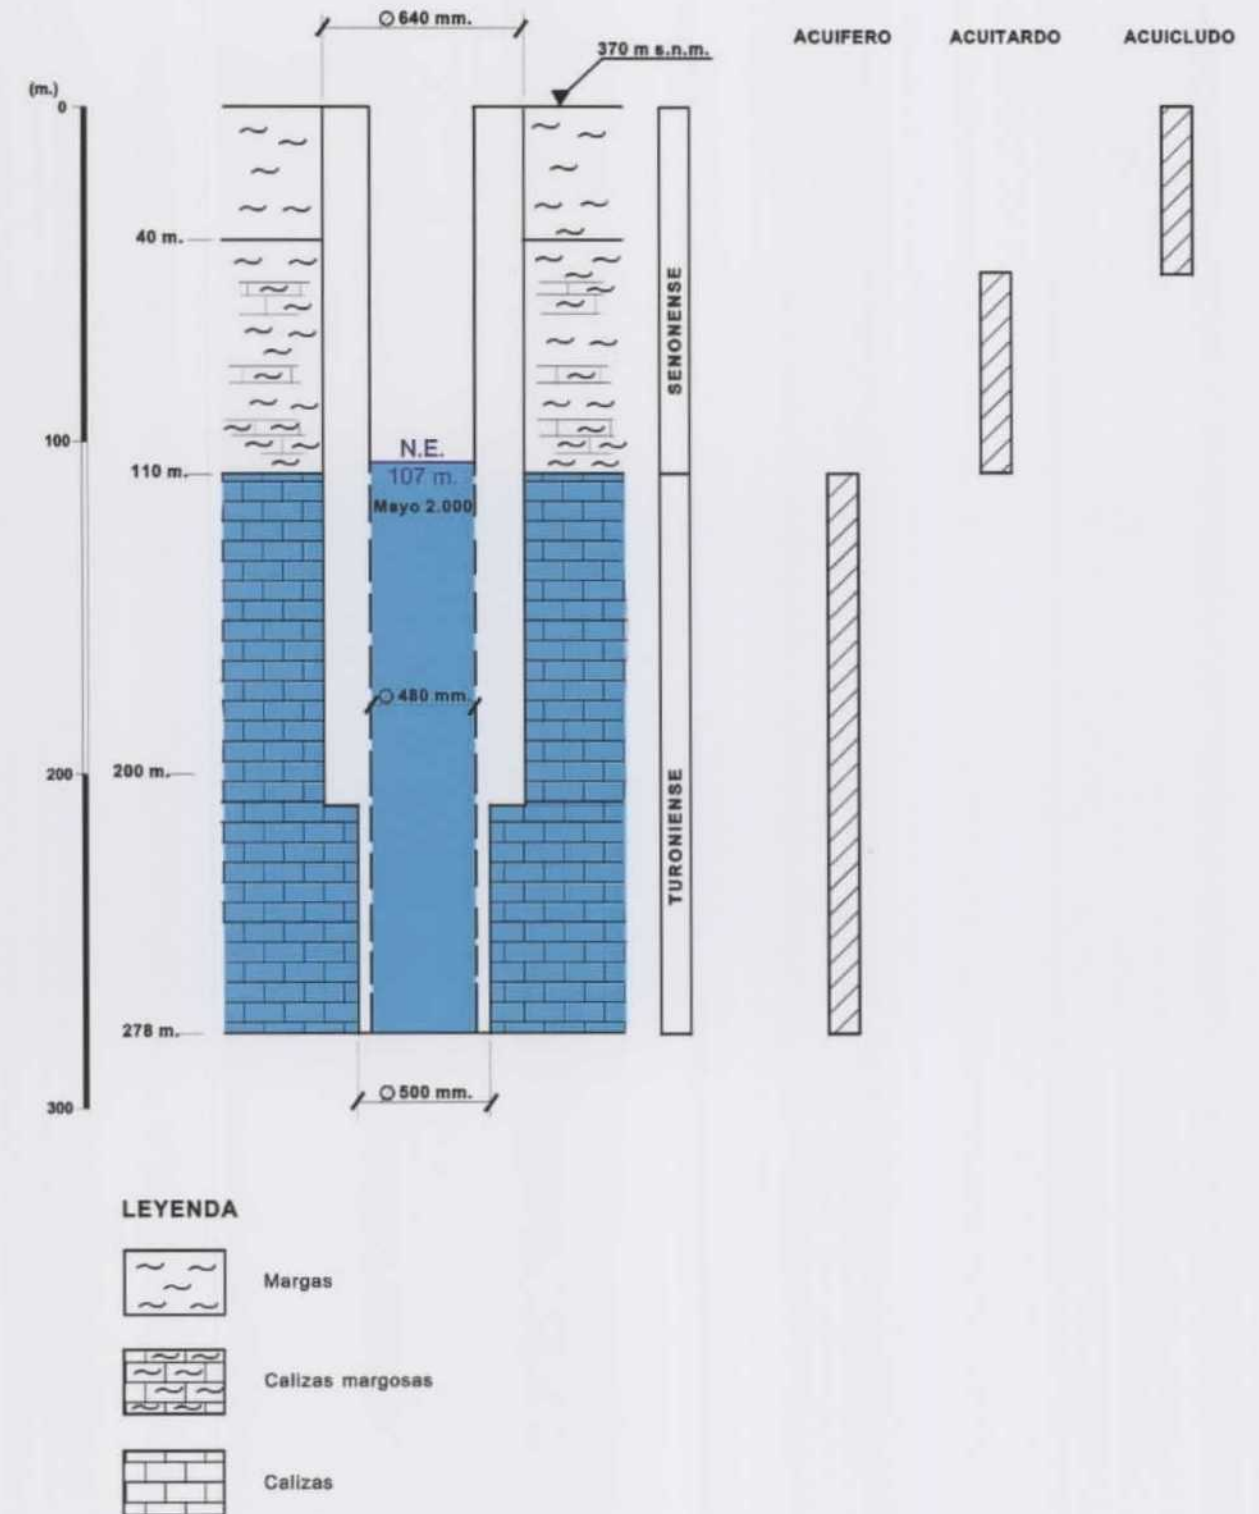 ∅ 640 mm.
ACUIFERO
ACUITARDO
ACUICLUDO
370 m s.n.m.
(m.)
0
40 m.
SENONENSE
100
N.E.
110 m.
107 m.
Mayo 2.000
∅ 480 mm.
200
200 m.
TURONIENSE
278 m.
∅ 500 mm.
300
LEYENDA
Margas
Calizas margosas
Calizas